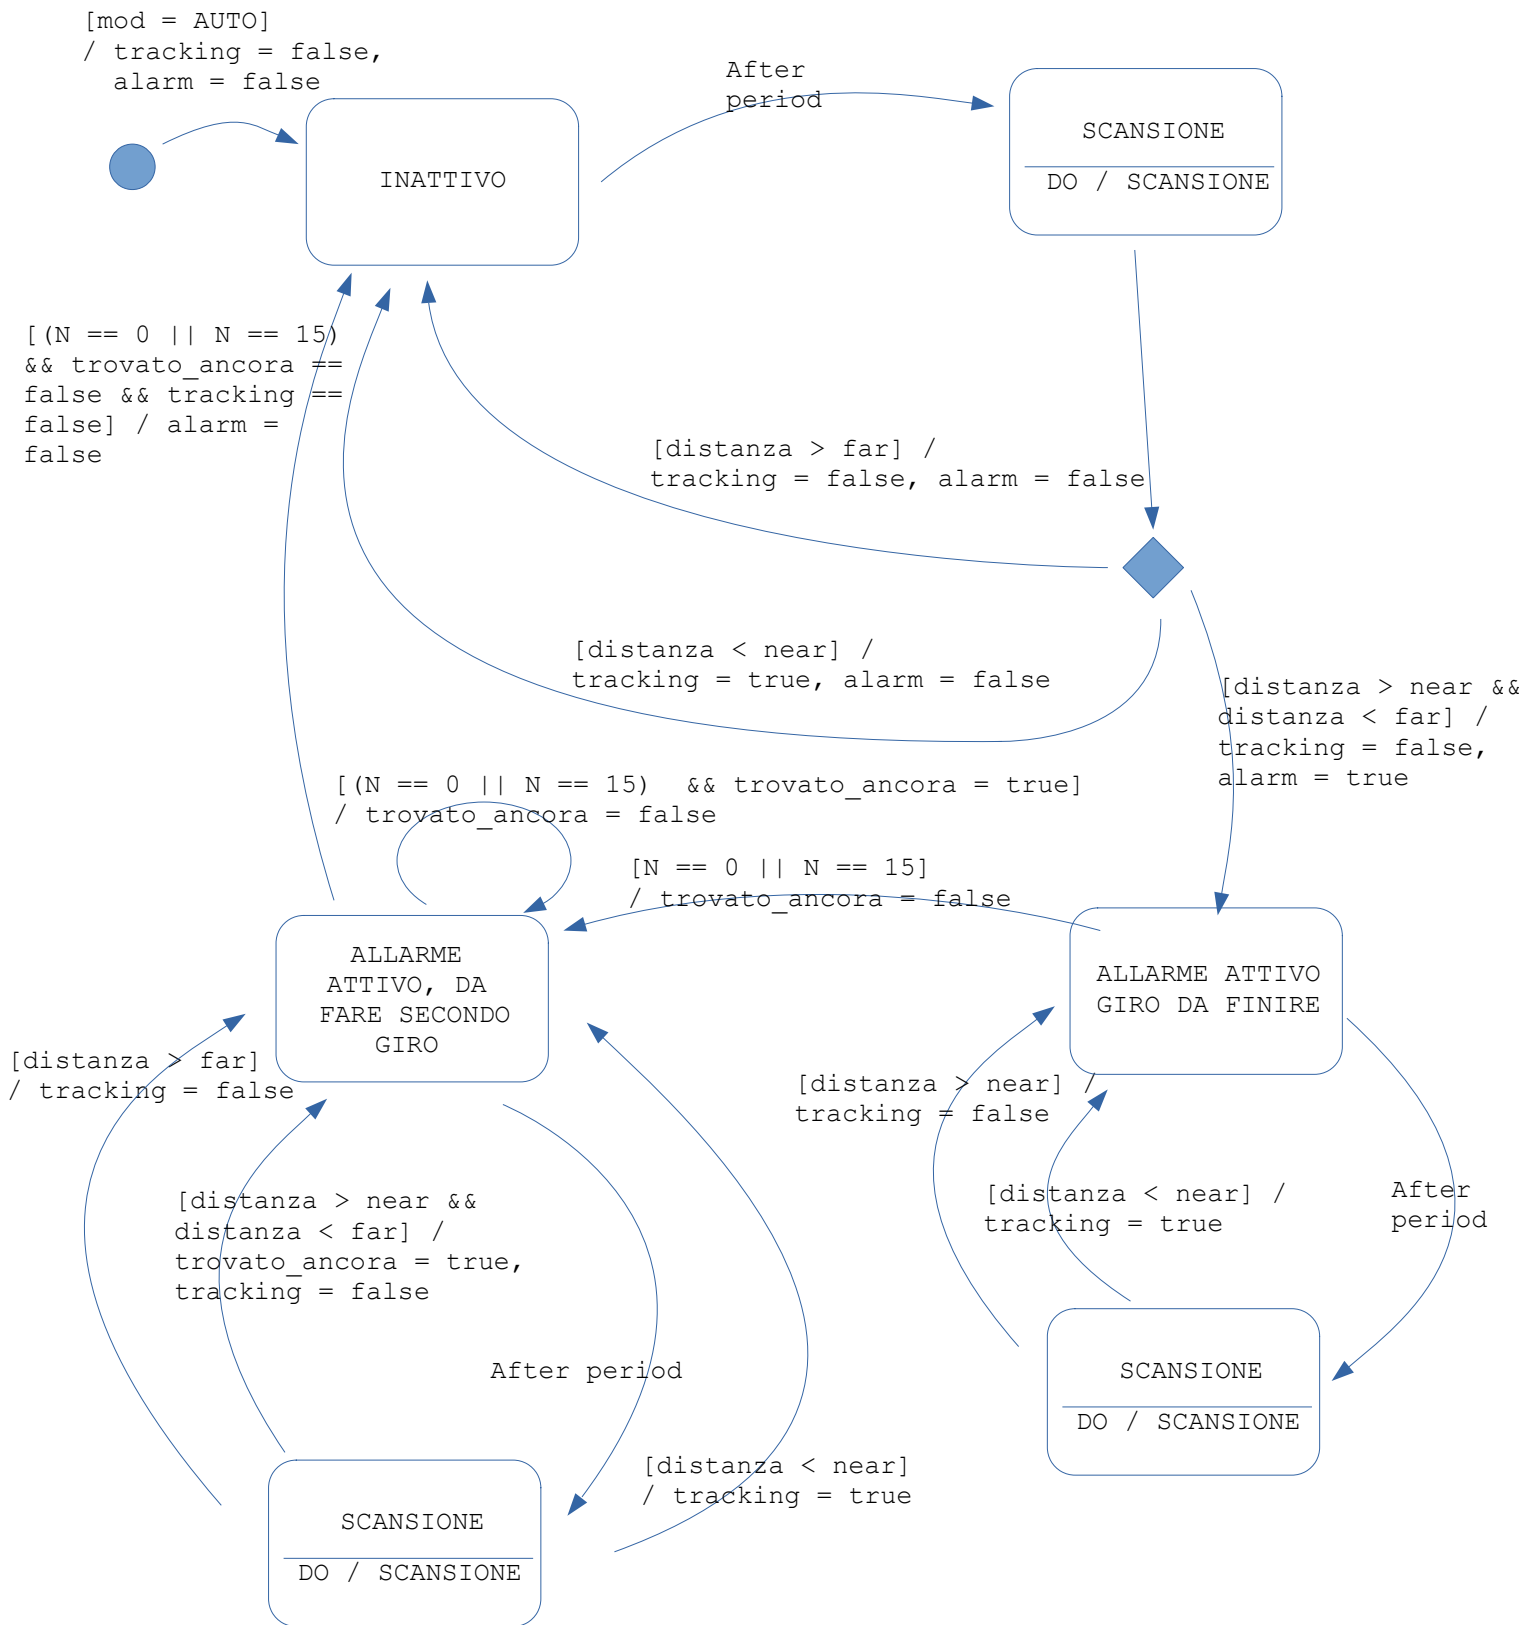 [mod = AUTO]
/ tracking = false,
alarm = false
After
period
SCANSIONE
DO / SCANSIONE
INATTIVO
[(N == 0 || N == 15)
&& trovato_ancora ==
false && tracking ==
false] / alarm =
false
[distanza > far] /
tracking = false, alarm = false
[distanza < near] /
tracking = true, alarm = false
[distanza > near &&
distanza < far] /
tracking = false,
alarm = true
[(N == 0 || N == 15)  && trovato_ancora = true]
/ trovato_ancora = false
[N == 0 || N == 15]
/ trovato_ancora = false
ALLARME
ATTIVO, DA
FARE SECONDO
GIRO
ALLARME ATTIVO
GIRO DA FINIRE
[distanza > far]
/ tracking = false
[distanza > near] /
tracking = false
[distanza > near &&
distanza < far] /
trovato_ancora = true,
tracking = false
[distanza < near] /
tracking = true
After
period
After period
SCANSIONE
DO / SCANSIONE
[distanza < near]
/ tracking = true
SCANSIONE
DO / SCANSIONE